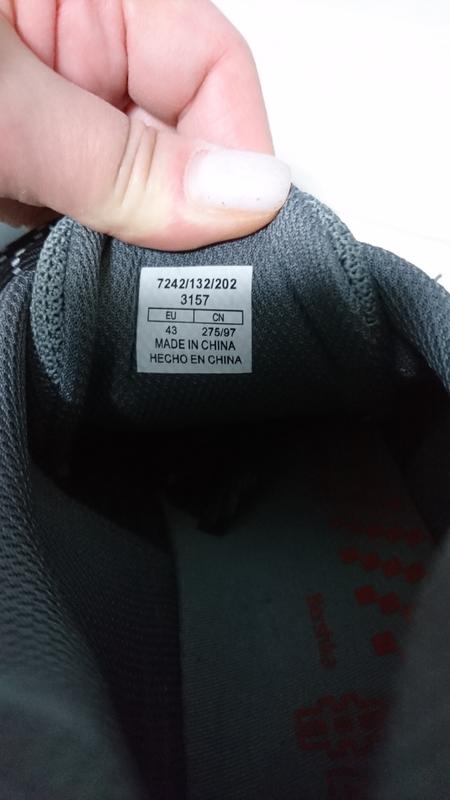 7242/132/202
3157
EU CN
43 275/97
MADE IN CHINA
HECHO EN CHINA